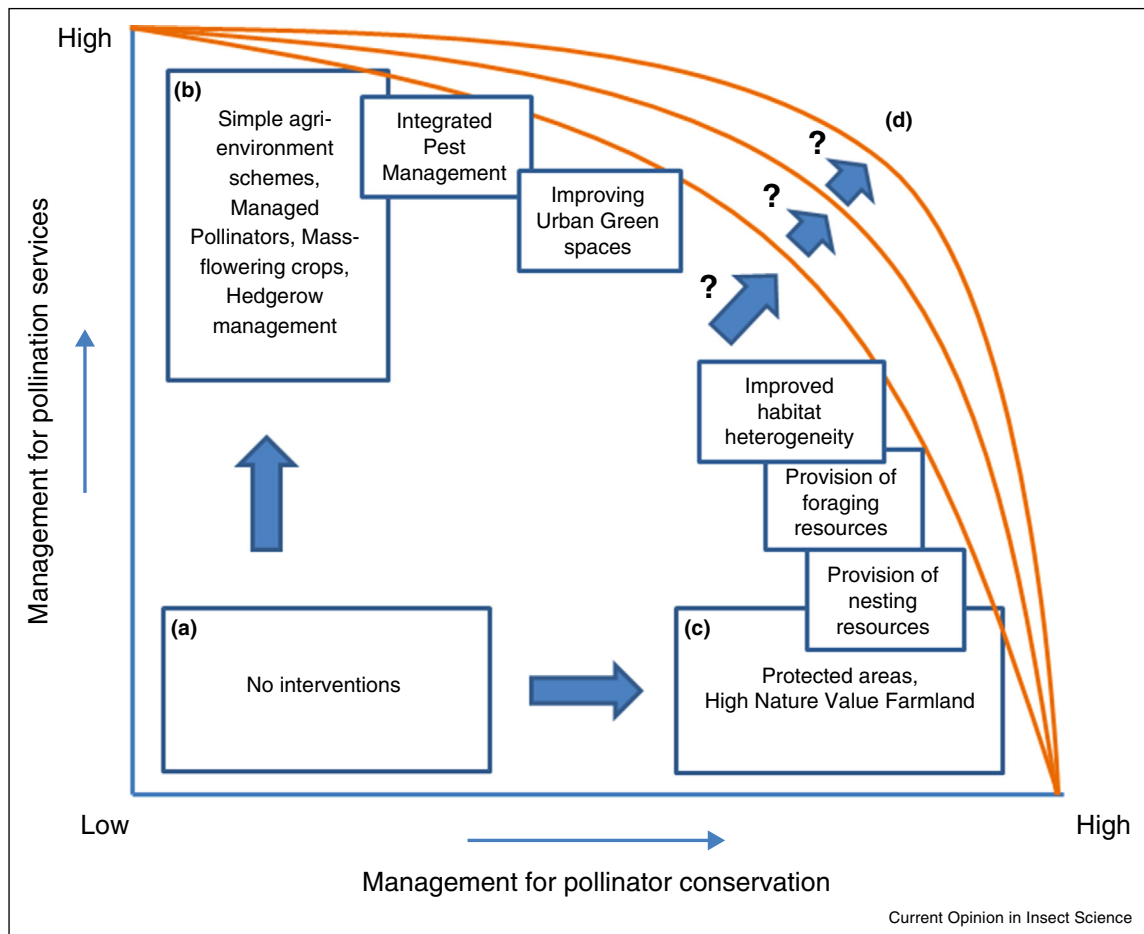 High
(b)
Simple agri-
environment
schemes,
Managed
Pollinators, Mass-
flowering crops,
Hedgerow
management
Integrated
Pest
Management
Improving
Urban Green
spaces
(d)
?
?
?
Improved
habitat
heterogeneity
Provision of
foraging
resources
Provision of
nesting
resources
(a)
No interventions
(c)
Protected areas,
High Nature Value Farmland
Management for pollination services
Low
High
Management for pollinator conservation
Current Opinion in Insect Science